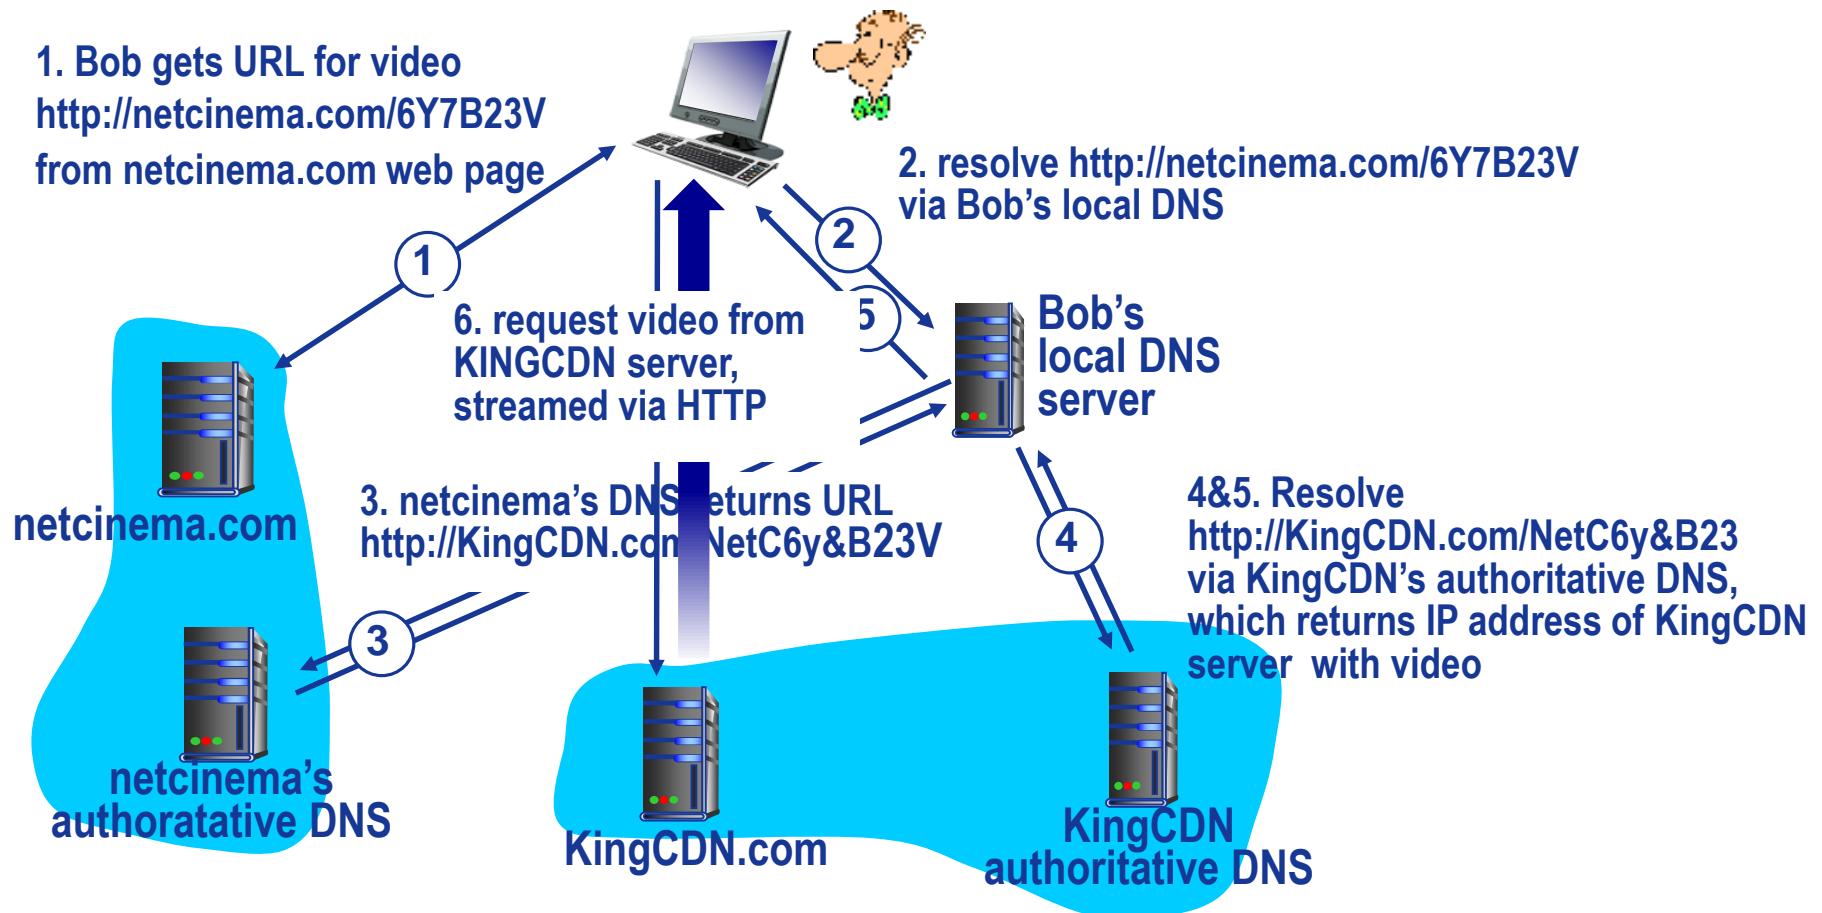 1. Bob gets URL for video
http://netcinema.com/6Y7B23V
from netcinema.com web page
2. resolve http://netcinema.com/6Y7B23V
via Bob's local DNS
1
2
5
6. request video from
KINGCDN server,
streamed via HTTP
Bob's
local DNS
server
netcinema.com
3. netcinema's DNS returns URL
http://KingCDN.com/NetC6y&B23V
4
4&5. Resolve
http://KingCDN.com/NetC6y&B23
via KingCDN's authoritative DNS,
which returns IP address of KingCDN
server with video
3
netcinema's
authoratative DNS
KingCDN.com
KingCDN
authoritative DNS